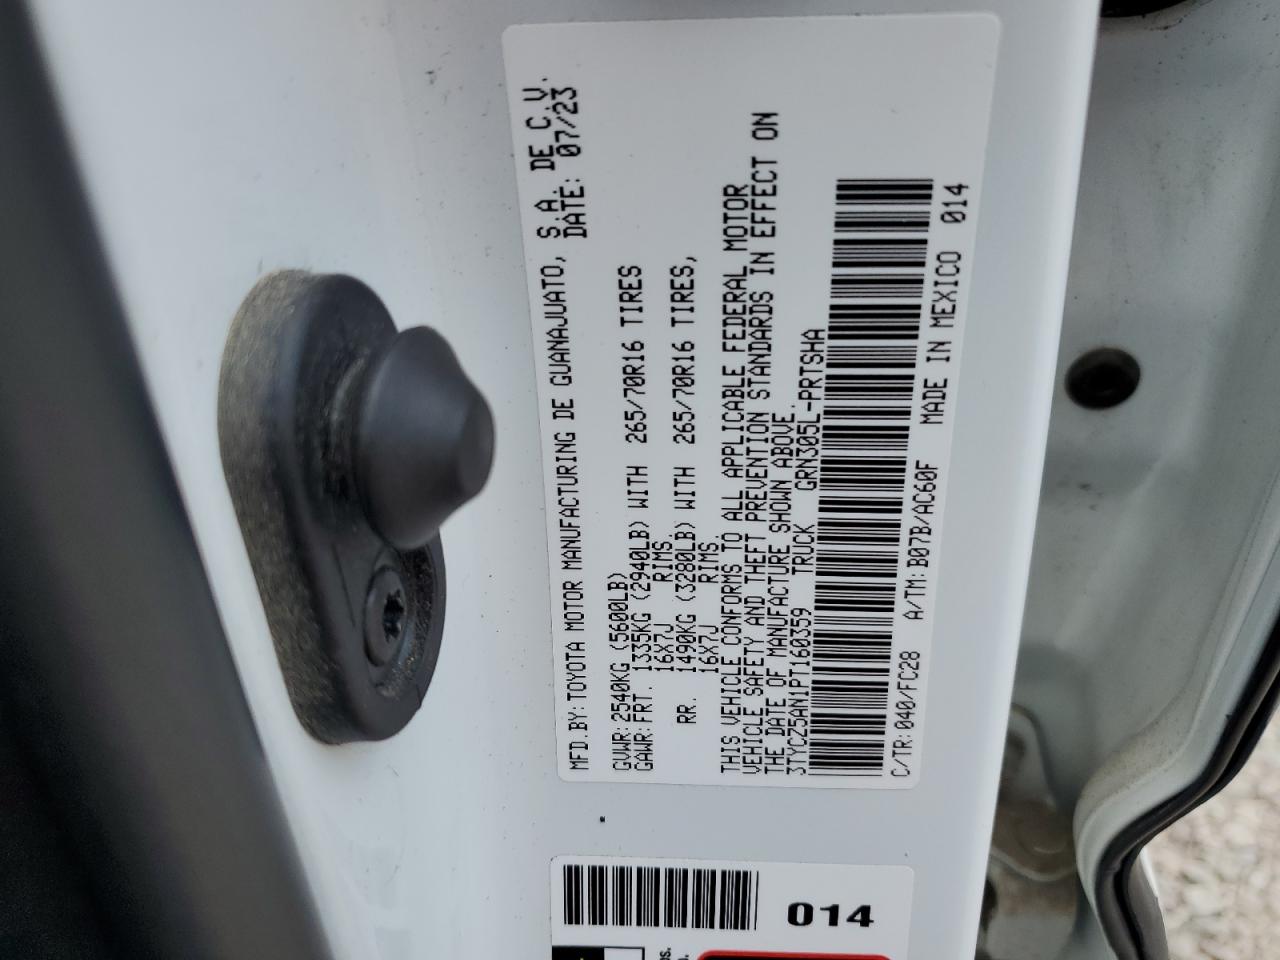 MFD.BY:TOYOTA MOTOR MANUFACTURING DE GUANAJUATO, S.A. DE C.V.
DATE: 07/23
GVWR:2540KG (5600LB)
GAWR:FRT. 1335KG (2940LB) WITH 265/70R16 TIRES
16X7J RIMS.
RR. 1490KG (3280LB) WITH 265/70R16 TIRES,
16X7J RIMS.
THIS VEHICLE CONFORMS TO ALL APPLICABLE FEDERAL MOTOR
VEHICLE SAFETY AND THEFT PREVENTION STANDARDS IN EFFECT ON
THE DATE OF MANUFACTURE SHOWN ABOVE.
3TYCZ5AN1PT160359 TRUCK GRN305L-PRTSHA
C/TR:040/FC28 A/TM:B07B/AC60F MADE IN MEXICO 014
014